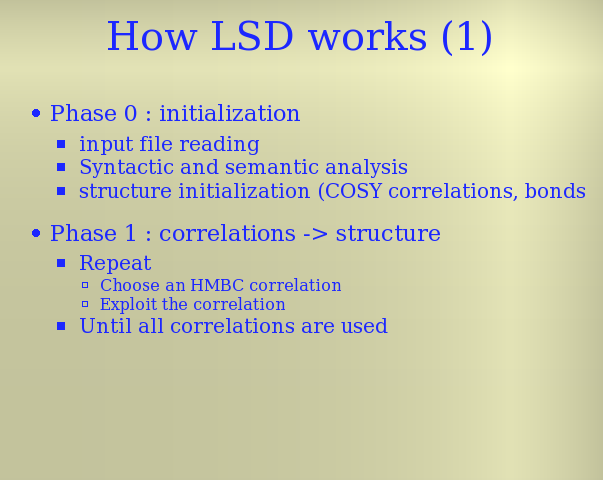 How LSD works (1)
Phase 0 : initialization
input file reading
Syntactic and semantic analysis
structure initialization (COSY correlations, bonds
Phase 1 : correlations -> structure
Repeat
Choose an HMBC correlation
Exploit the correlation
Until all correlations are used